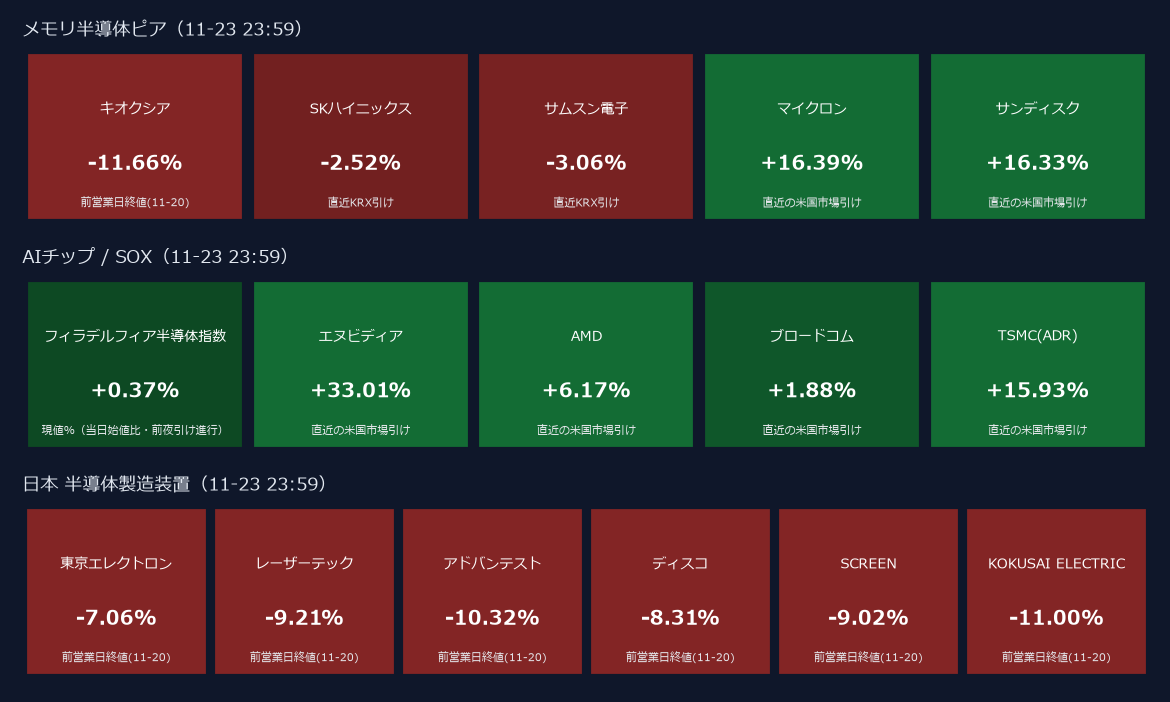 メモリ半導体ピア（11-23 23:59）
キオクシア
-11.66%
前営業日終値(11-20)
SKハイニックス
-2.52%
直近KRX引け
サムスン電子
-3.06%
直近KRX引け
マイクロン
+16.39%
直近の米国市場引け
サンディスク
+16.33%
直近の米国市場引け
AIチップ / SOX（11-23 23:59）
フィラデルフィア半導体指数
+0.37%
現値%（当日始値比・前夜引け進行）
エヌビディア
+33.01%
直近の米国市場引け
AMD
+6.17%
直近の米国市場引け
ブロードコム
+1.88%
直近の米国市場引け
TSMC(ADR)
+15.93%
直近の米国市場引け
日本 半導体製造装置（11-23 23:59）
東京エレクトロン
-7.06%
前営業日終値(11-20)
レーザーテック
-9.21%
前営業日終値(11-20)
アドバンテスト
-10.32%
前営業日終値(11-20)
ディスコ
-8.31%
前営業日終値(11-20)
SCREEN
-9.02%
前営業日終値(11-20)
KOKUSAI ELECTRIC
-11.00%
前営業日終値(11-20)